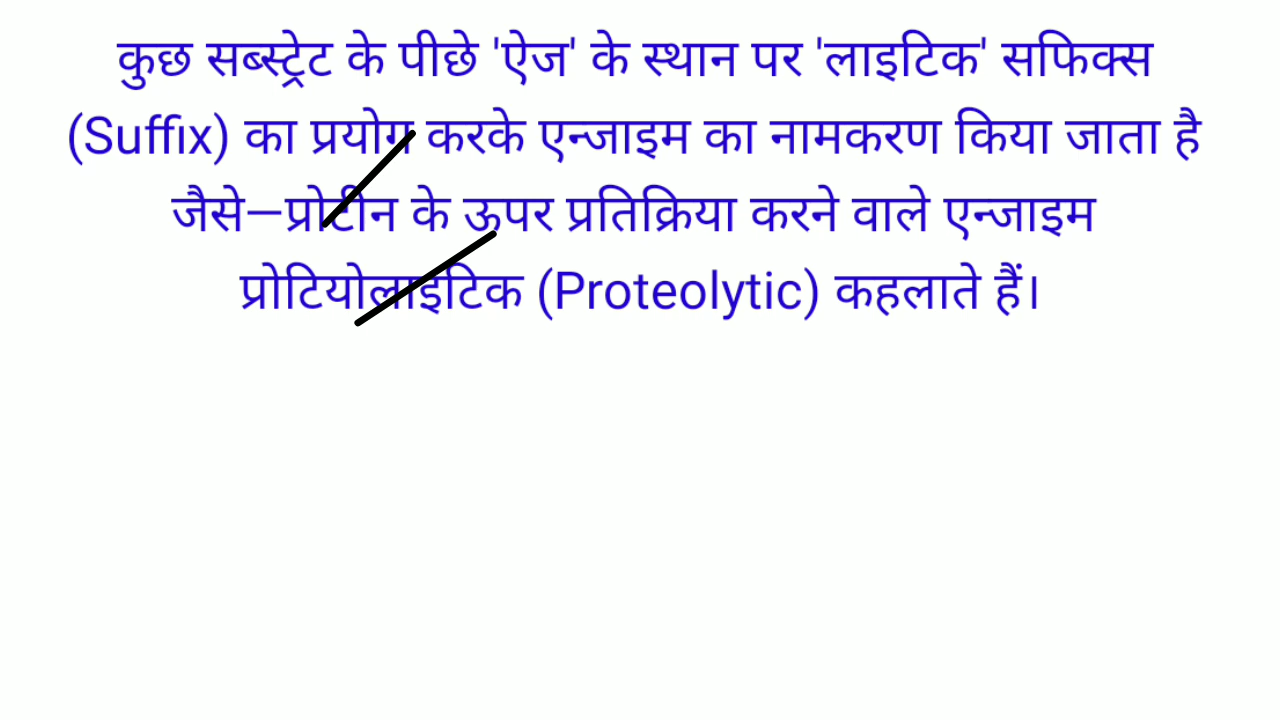 कुछ सब्स्ट्रेट के पीछे 'ऐज' के स्थान पर 'लाइटिक' सफिक्स
(Suffix) का प्रयोग करके एन्जाइम का नामकरण किया जाता है
जैसे—प्रोटीन के ऊपर प्रतिक्रिया करने वाले एन्जाइम
प्रोटियोलाइटिक (Proteolytic) कहलाते हैं।